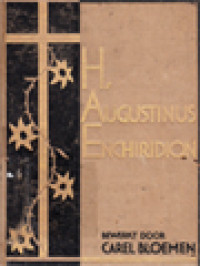 H.
AUGUSTINUS
ENCHIRIDION
BEWERKT DOOR
CAREL BLOEMEN